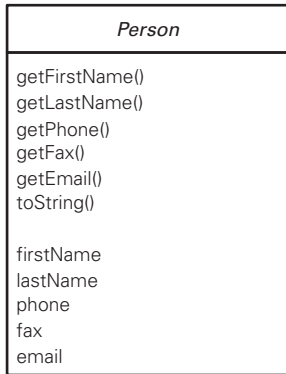 Person
getFirstName()
getLastName()
getPhone()
getFax()
getEmail()
toString()
firstName
lastName
phone
fax
email